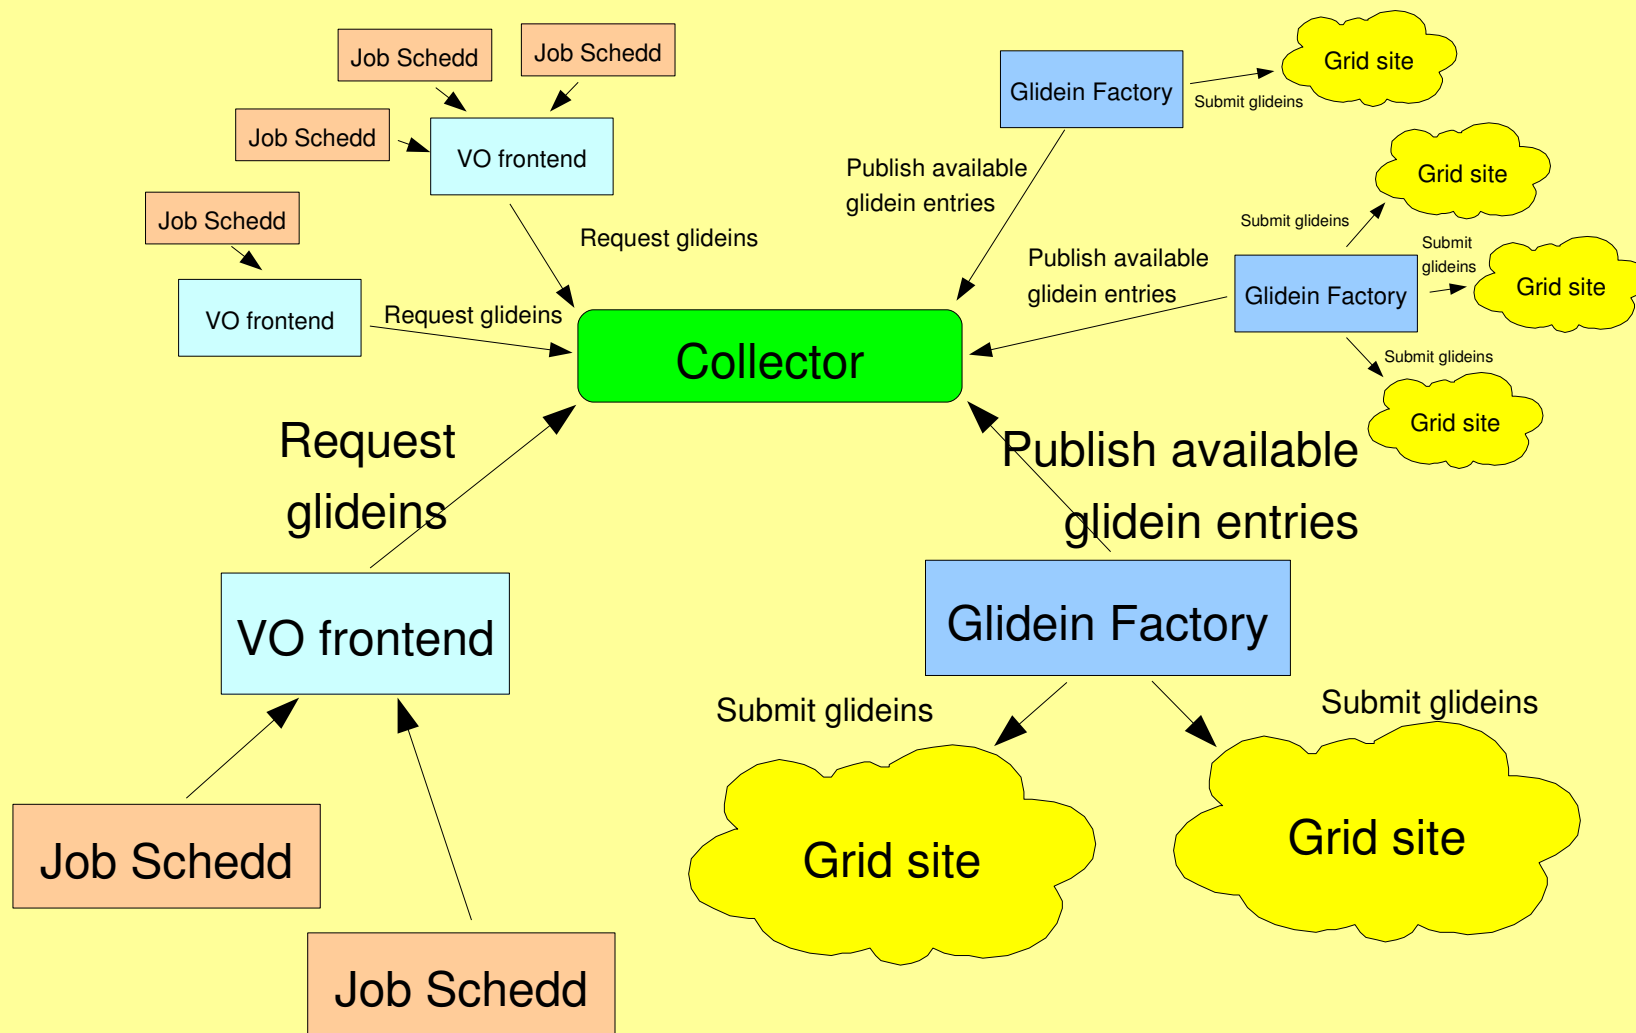 Job Schedd
Job Schedd
Job Schedd
VO frontend
Job Schedd
VO frontend
Request glideins
Request glideins
Glidein Factory
Submit glideins
Grid site
Publish available
glidein entries
Grid site
Submit glideins
Publish available
glidein entries
Glidein Factory
Submit
glideins
Grid site
Submit glideins
Grid site
Collector
Request
glideins
Publish available
glidein entries
VO frontend
Glidein Factory
Submit glideins
Submit glideins
Job Schedd
Job Schedd
Grid site
Grid site